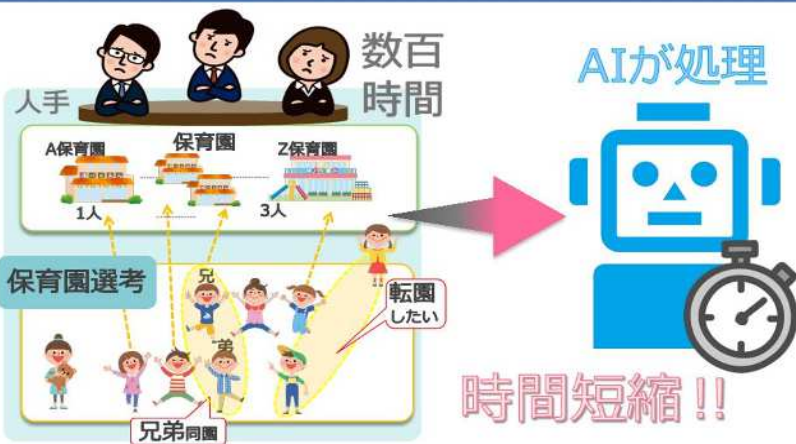 人手
数百
時間
A保育園
保育園
Z保育園
1人
3人
保育園選考
兄
弟
転園
したい
兄弟同園
AIが処理
時間短縮!!